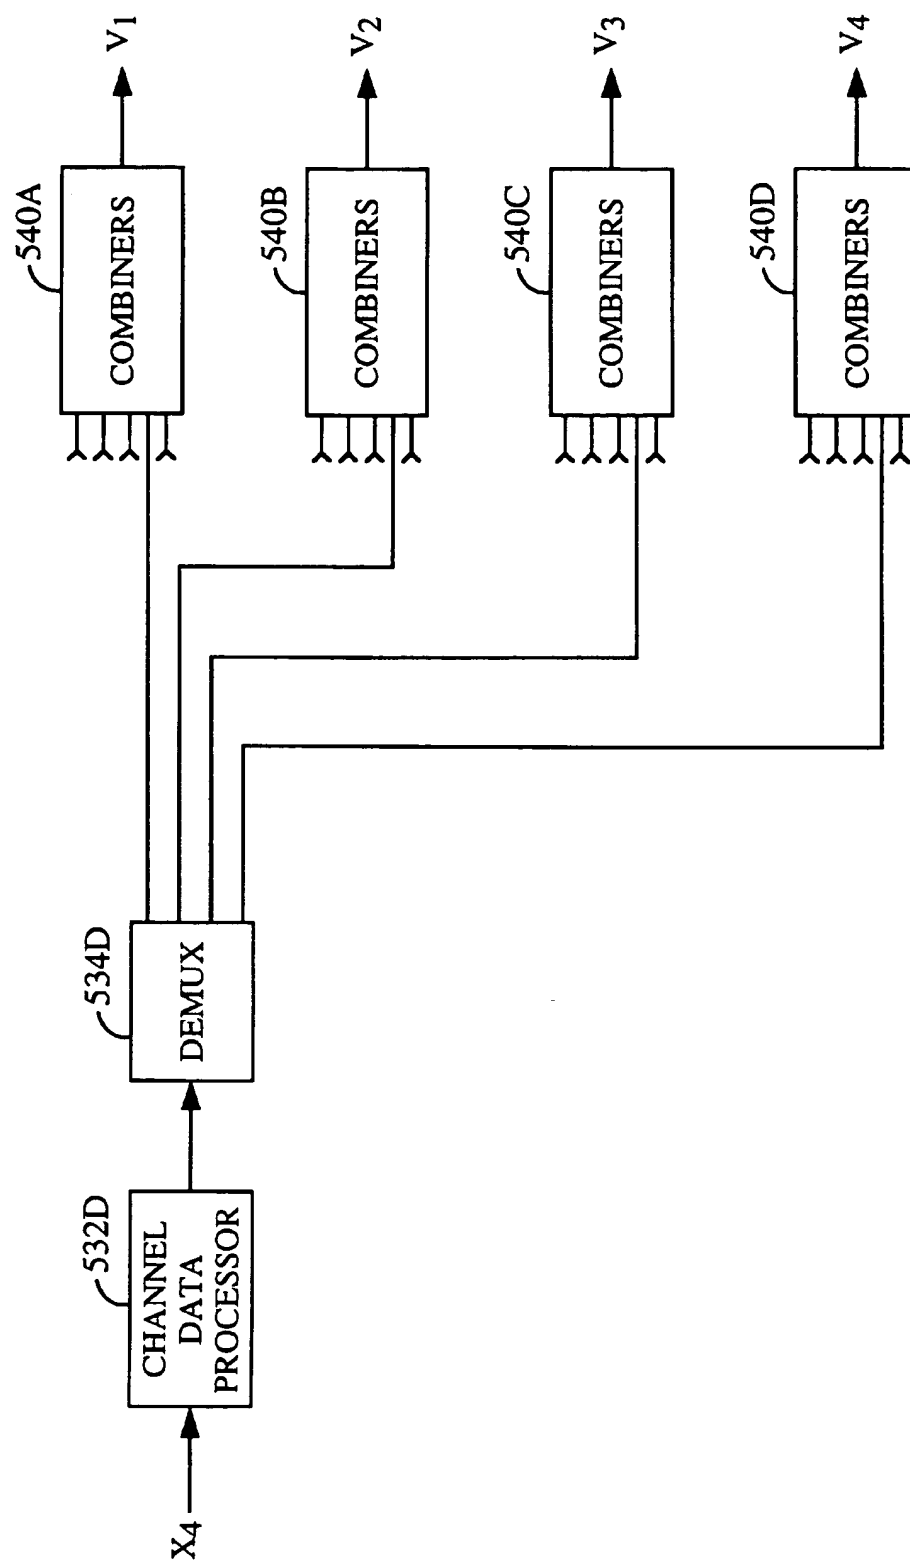 X4
532D
CHANNEL
DATA
PROCESSOR
534D
DEMUX
540A
COMBINERS
V1
540B
COMBINERS
V2
540C
COMBINERS
V3
540D
COMBINERS
V4